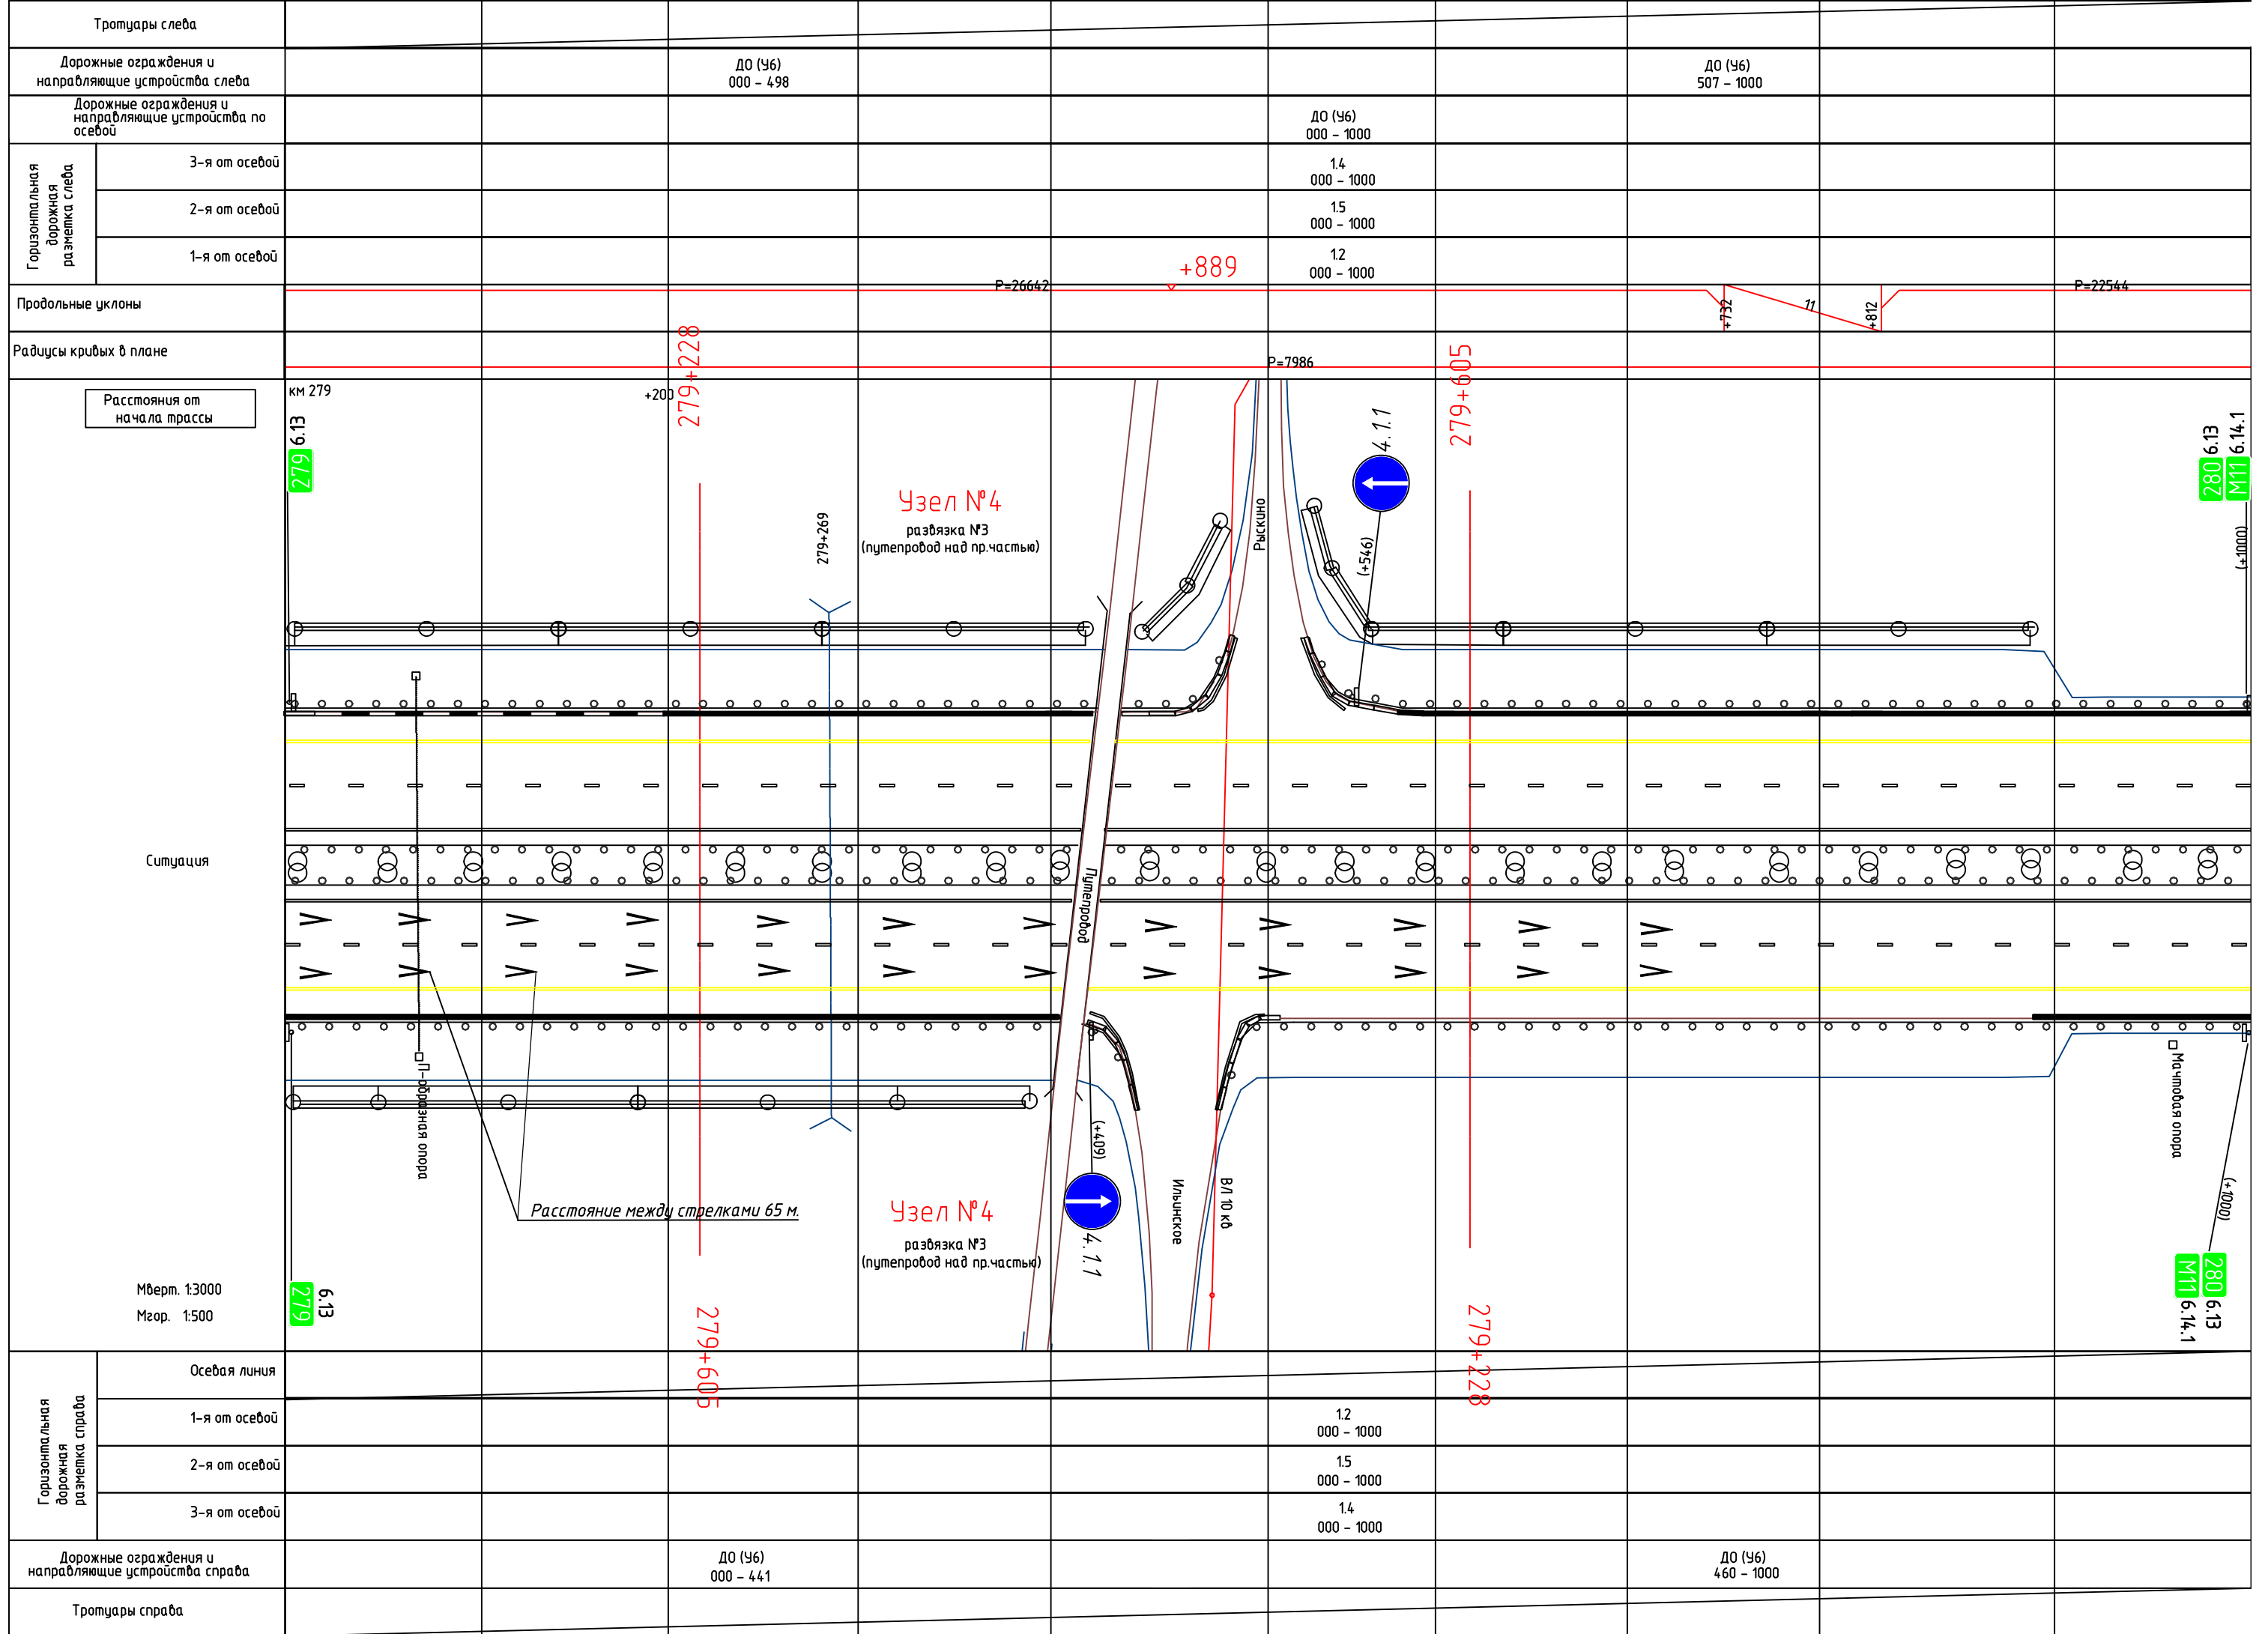 Тротуары слева
Дорожные ограждения и
направляющие устройства слева
ДО (У6)
000 – 498
ДО (У6)
507 – 1000
Дорожные ограждения и
направляющие устройства по
осевой
ДО (У6)
000 – 1000
Горизонтальная
дорожная
разметка слева
3-я от осевой
1.4
000 – 1000
2-я от осевой
1.5
000 – 1000
1-я от осевой
1.2
000 – 1000
+889
Продольные уклоны
Р=26642
+732
11
+812
Р=22544
Радиусы кривых в плане
Р=7986
Расстояния от
начала трассы
км 279
+200
279+228
279+605
279
6.13
4.1.1
280
6.13
М11
6.14.1
Узел №4
развязка №3
(путепровод над пр.частью)
279+269
Рыскино
(+546)
(+1000)
Ситуация
Путепровод
П-образная опора
Мачтовая опора
(+409)
4.1.1
Ильинское
ВЛ 10 кв
(+1000)
Расстояние между стрелками 65 м.
Узел №4
развязка №3
(путепровод над пр.частью)
Мверт. 1:3000
Мгор. 1:500
279
6.13
279+605
279+228
М11
6.14.1
280
6.13
Горизонтальная
дорожная
разметка справа
Осевая линия
1-я от осевой
1.2
000 – 1000
2-я от осевой
1.5
000 – 1000
3-я от осевой
1.4
000 – 1000
Дорожные ограждения и
направляющие устройства справа
ДО (У6)
000 – 441
ДО (У6)
460 – 1000
Тротуары справа